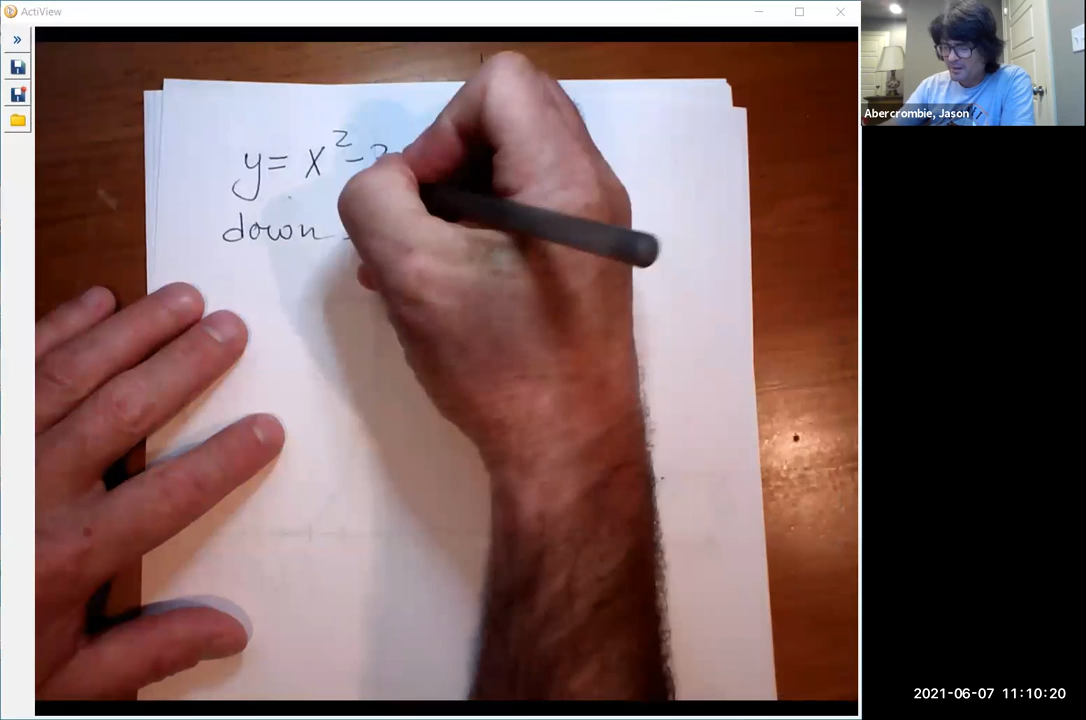 ActiView
»
Abercrombie, Jason
y= x²-
down
2021-06-07 11:10:20